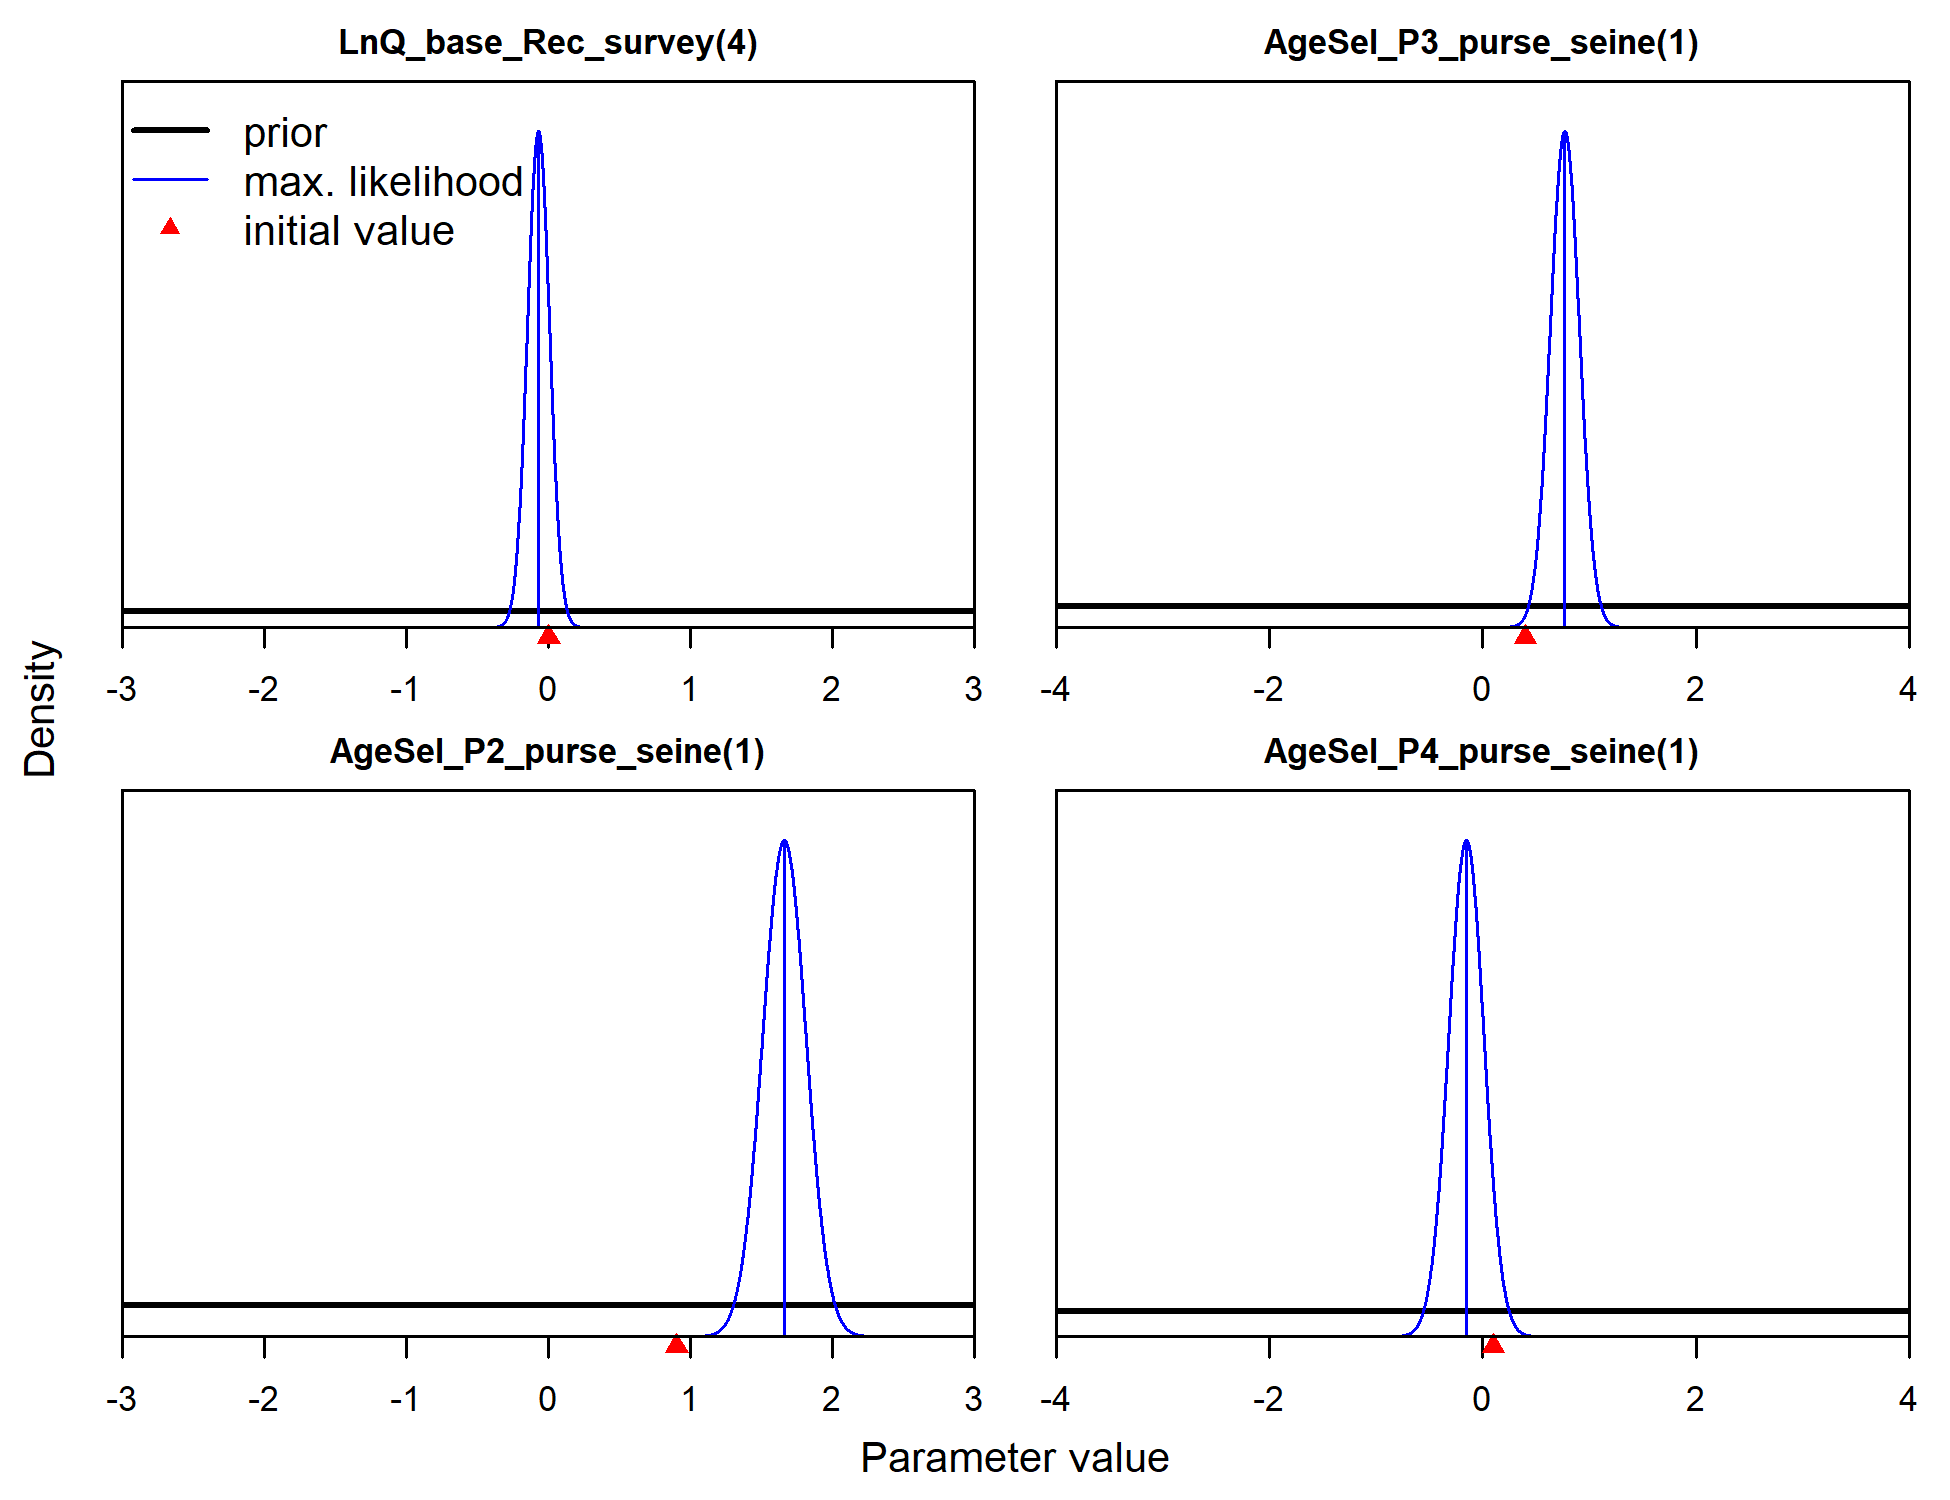 LnQ_base_Rec_survey(4)
prior
max. likelihood
initial value
-3 -2 -1 0 1 2 3
AgeSel_P3_purse_seine(1)
-4 -2 0 2 4
AgeSel_P2_purse_seine(1)
-3 -2 -1 0 1 2 3
AgeSel_P4_purse_seine(1)
-4 -2 0 2 4
Density
Parameter value